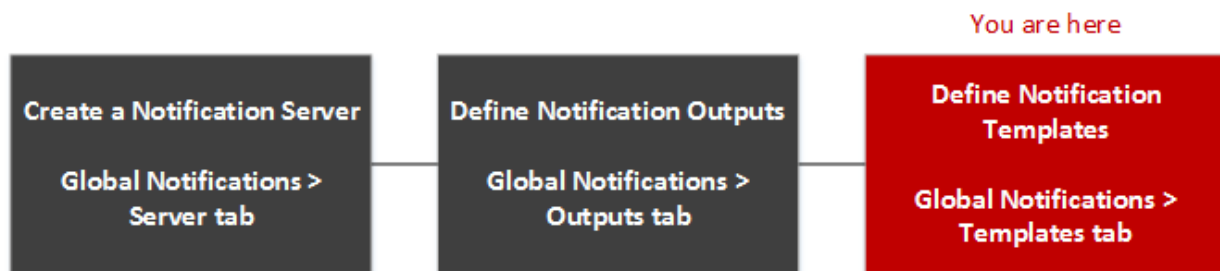 You are here
Create a Notification Server
Global Notifications >
Server tab
Define Notification Outputs
Global Notifications >
Outputs tab
Define Notification
Templates
Global Notifications >
Templates tab